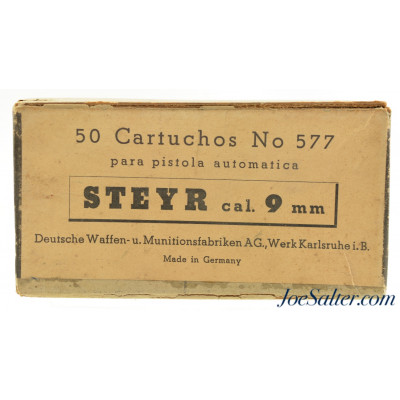 50 Cartuchos No 577
para pistola automatica
STEYR cal. 9 mm
Deutsche Waffen- u. Munitionsfabriken AG., Werk Karlsruhe i. B.
Made in Germany
JoeSalter.com